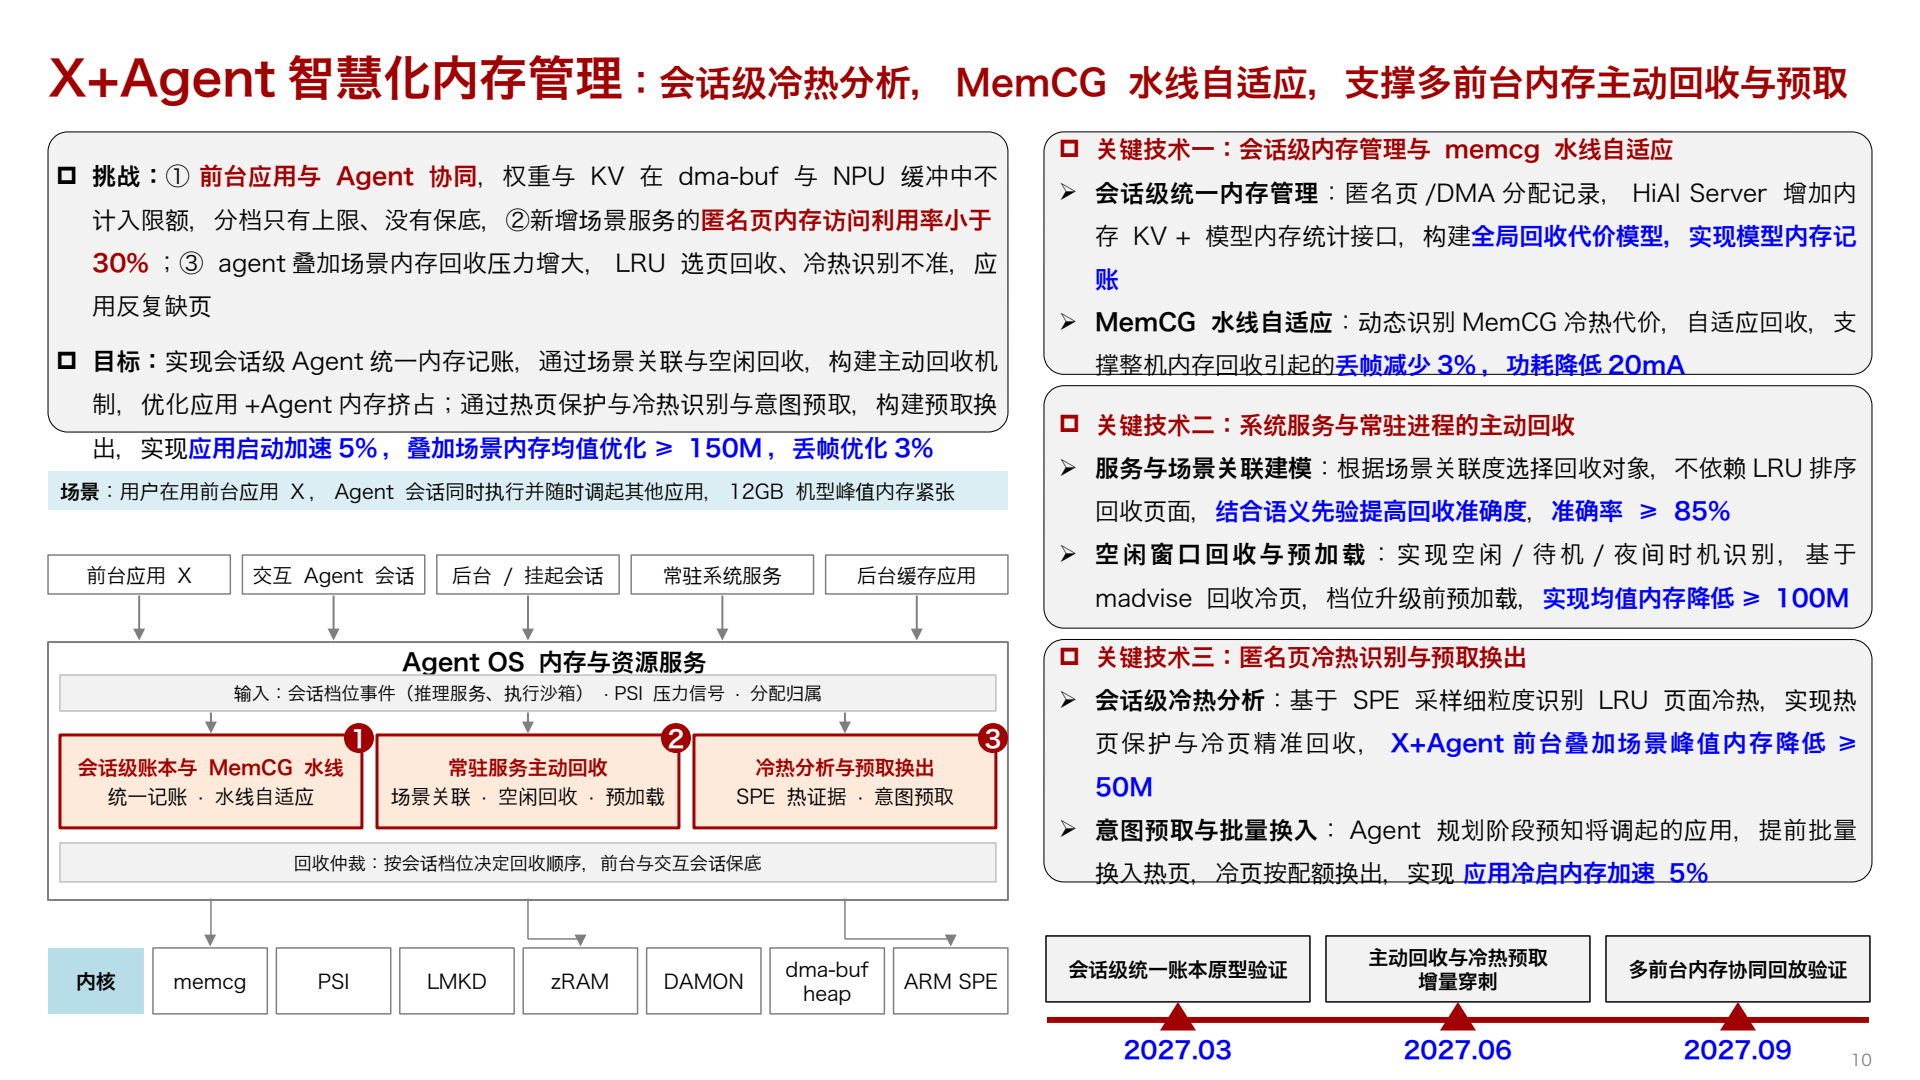 X+Agent 智慧化内存管理：会话级冷热分析， MemCG 水线自适应，支撑多前台内存主动回收与预取
挑战：① 前台应用与 Agent 协同，权重与 KV 在 dma-buf 与 NPU 缓冲中不
计入限额，分档只有上限、没有保底，②新增场景服务的匿名页内存访问利用率小于
30% ；③ agent 叠加场景内存回收压力增大， LRU 选页回收、冷热识别不准，应
用反复缺页
目标：实现会话级 Agent 统一内存记账，通过场景关联与空闲回收，构建主动回收机
制，优化应用 +Agent 内存挤占；通过热页保护与冷热识别与意图预取，构建预取换
出，实现应用启动加速 5%，叠加场景内存均值优化 ≥ 150M，丢帧优化 3%
场景：用户在用前台应用 X， Agent 会话同时执行并随时调起其他应用， 12GB 机型峰值内存紧张
前台应用 X
交互 Agent 会话
后台 / 挂起会话
常驻系统服务
后台缓存应用
Agent OS 内存与资源服务
输入：会话档位事件（推理服务、执行沙箱） · PSI 压力信号 · 分配归属
1
2
3
会话级账本与 MemCG 水线
统一记账 · 水线自适应
常驻服务主动回收
场景关联 · 空闲回收 · 预加载
冷热分析与预取换出
SPE 热证据 · 意图预取
回收仲裁：按会话档位决定回收顺序，前台与交互会话保底
内核
memcg
PSI
LMKD
zRAM
DAMON
dma-buf
heap
ARM SPE
关键技术一：会话级内存管理与 memcg 水线自适应
会话级统一内存管理：匿名页 /DMA 分配记录， HiAI Server 增加内
存 KV + 模型内存统计接口，构建全局回收代价模型，实现模型内存记
账
MemCG 水线自适应：动态识别 MemCG 冷热代价，自适应回收，支
撑整机内存回收引起的丢帧减少 3%，功耗降低 20mA
关键技术二：系统服务与常驻进程的主动回收
服务与场景关联建模：根据场景关联度选择回收对象，不依赖 LRU 排序
回收页面，结合语义先验提高回收准确度，准确率 ≥ 85%
空闲窗口回收与预加载：实现空闲 / 待机 / 夜间时机识别，基于
madvise 回收冷页，档位升级前预加载，实现均值内存降低 ≥ 100M
关键技术三：匿名页冷热识别与预取换出
会话级冷热分析：基于 SPE 采样细粒度识别 LRU 页面冷热，实现热
页保护与冷页精准回收， X+Agent 前台叠加场景峰值内存降低 ≥
50M
意图预取与批量换入： Agent 规划阶段预知将调起的应用，提前批量
换入热页，冷页按配额换出，实现 应用冷启内存加速 5%
会话级统一账本原型验证
主动回收与冷热预取
增量穿刺
多前台内存协同回放验证
2027.03
2027.06
2027.09
10